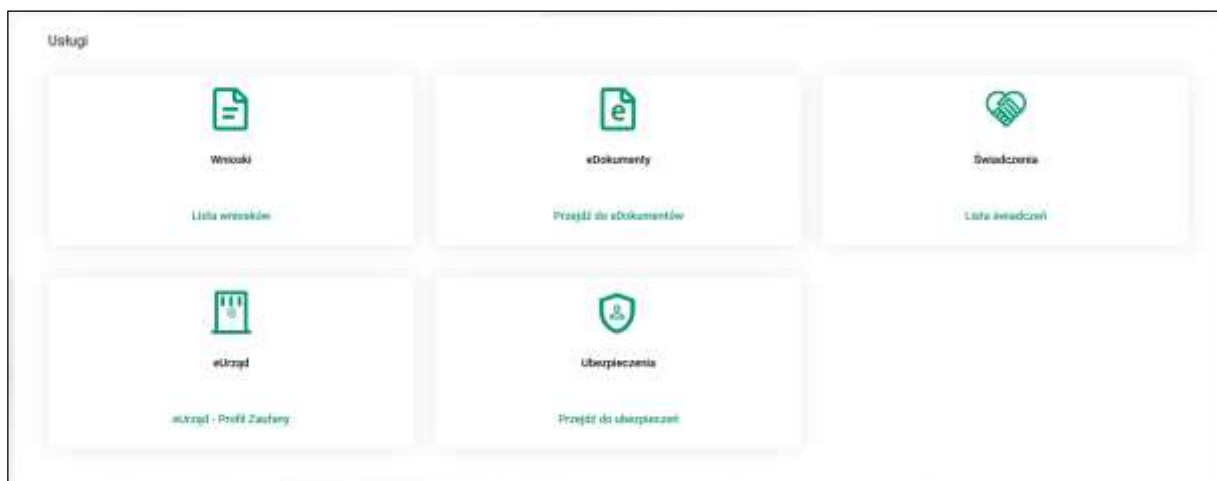 Usługi
e
Wnioski
eDokumenty
Świadczenia
Lista wniosków
Przejdź do eDokumentów
Lista świadczeń
eUrząd
Ubezpieczenia
eUrząd - Profil Zaufany
Przejdź do ubezpieczeń